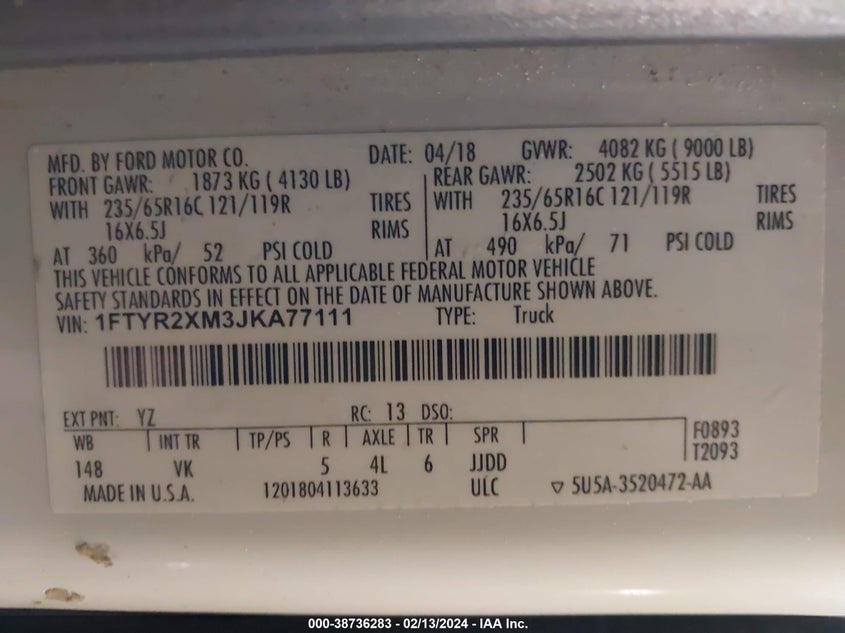 MFD. BY FORD MOTOR CO. DATE: 04/18 GVWR: 4082 KG ( 9000 LB)
FRONT GAWR: 1873 KG ( 4130 LB) REAR GAWR: 2502 KG ( 5515 LB)
WITH 235/65R16C 121/119R TIRES WITH 235/65R16C 121/119R TIRES
16X6.5J RIMS 16X6.5J RIMS
AT 360 kPa/ 52 PSI COLD AT 490 kPa/ 71 PSI COLD
THIS VEHICLE CONFORMS TO ALL APPLICABLE FEDERAL MOTOR VEHICLE
SAFETY STANDARDS IN EFFECT ON THE DATE OF MANUFACTURE SHOWN ABOVE.
VIN: 1FTYR2XM3JKA77111 TYPE: Truck
EXT PNT: YZ RC: 13 DSO:
WB INT TR TP/PS R AXLE TR SPR F0893
T2093
148 VK 5 4L 6 JJDD
MADE IN U.S.A. 1201804113633 ULC ▽ 5U5A-3520472-AA
000-38736283 - 02/13/2024 - IAA Inc.